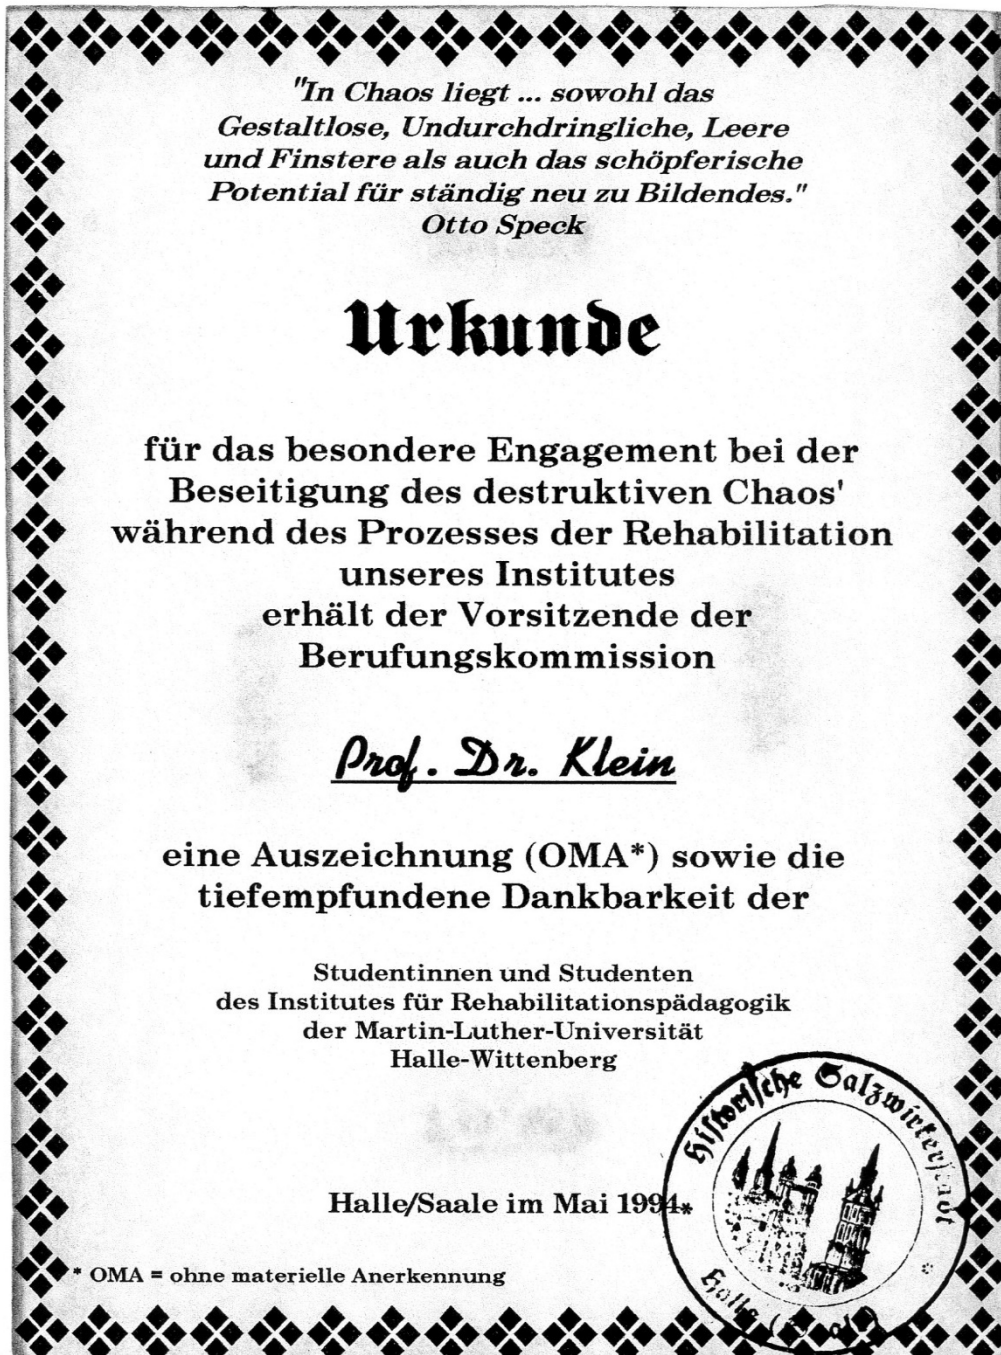 "In Chaos liegt ... sowohl das
Gestaltlose, Undurchdringliche, Leere
und Finstere als auch das schöpferische
Potential für ständig neu zu Bildendes."
Otto Speck
Urkunde
für das besondere Engagement bei der
Beseitigung des destruktiven Chaos'
während des Prozesses der Rehabilitation
unseres Institutes
erhält der Vorsitzende der
Berufungskommission
Prof. Dr. Klein
eine Auszeichnung (OMA*) sowie die
tiefempfundene Dankbarkeit der
Studentinnen und Studenten
des Institutes für Rehabilitationspädagogik
der Martin-Luther-Universität
Halle-Wittenberg
Historische Salzwirkerstadt
Halle/Saale im Mai 1994
* OMA = ohne materielle Anerkennung
Halle